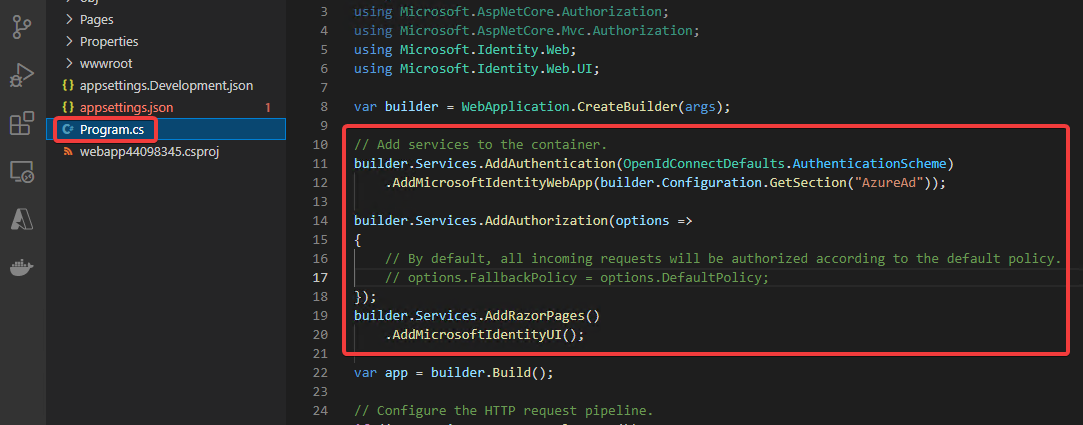 obj
Pages
Properties
wwwroot
{ } appsettings.Development.json
{ } appsettings.json 1
C# Program.cs
webapp44098345.csproj
3 using Microsoft.AspNetCore.Authorization;
4 using Microsoft.AspNetCore.Mvc.Authorization;
5 using Microsoft.Identity.Web;
6 using Microsoft.Identity.Web.UI;
7
8 var builder = WebApplication.CreateBuilder(args);
9
10 // Add services to the container.
11 builder.Services.AddAuthentication(OpenIdConnectDefaults.AuthenticationScheme)
12 .AddMicrosoftIdentityWebApp(builder.Configuration.GetSection("AzureAd"));
13
14 builder.Services.AddAuthorization(options =>
15 {
16 // By default, all incoming requests will be authorized according to the default policy.
17 // options.FallbackPolicy = options.DefaultPolicy;
18 });
19 builder.Services.AddRazorPages()
20 .AddMicrosoftIdentityUI();
21
22 var app = builder.Build();
23
24 // Configure the HTTP request pipeline.